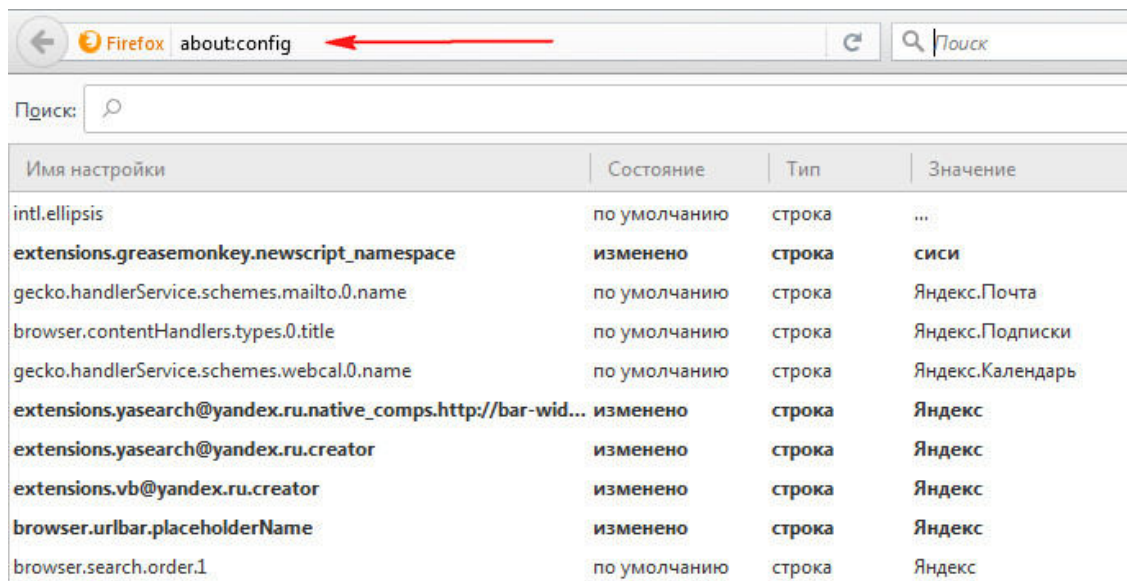 Firefox about:config Поиск
Поиск:
Имя настройки Состояние Тип Значение
intl.ellipsis по умолчанию строка ...
extensions.greasemonkey.newscript_namespace изменено строка сиси
gecko.handlerService.schemes.mailto.0.name по умолчанию строка Яндекс.Почта
browser.contentHandlers.types.0.title по умолчанию строка Яндекс.Подписки
gecko.handlerService.schemes.webcal.0.name по умолчанию строка Яндекс.Календарь
extensions.yasearch@yandex.ru.native_comps.http://bar-wid... изменено строка Яндекс
extensions.yasearch@yandex.ru.creator изменено строка Яндекс
extensions.vb@yandex.ru.creator изменено строка Яндекс
browser.urlbar.placeholderName изменено строка Яндекс
browser.search.order.1 по умолчанию строка Яндекс